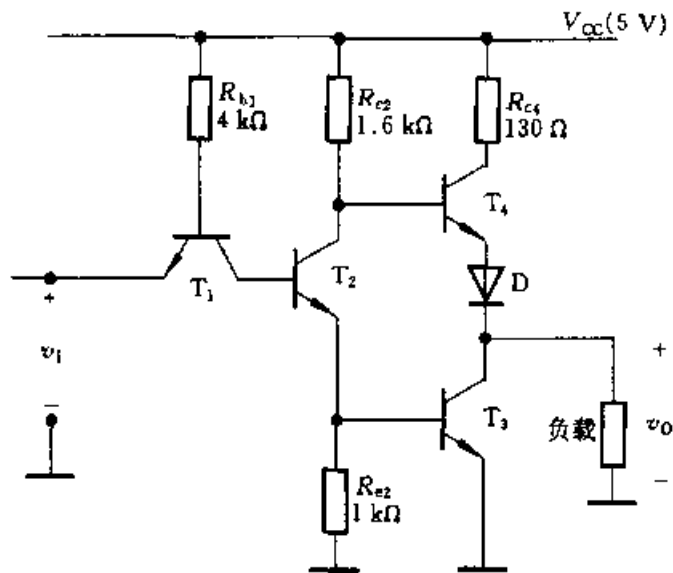 V_CC(5 V)
R_b1
4 kΩ
R_c2
1.6 kΩ
R_c4
130 Ω
T_4
T_1
T_2
D
+
v_I
−
T_3
+
负载
v_O
−
R_e2
1 kΩ